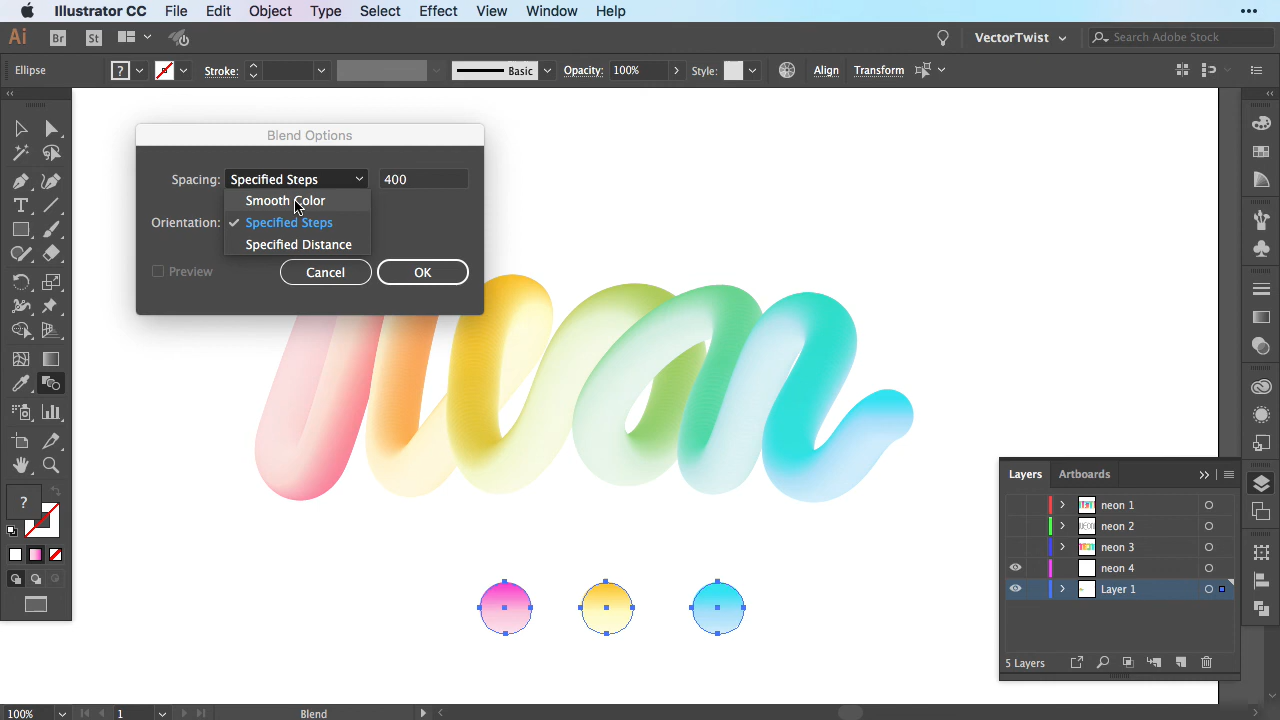 Illustrator CC File Edit Object Type Select Effect View Window Help
Ai Br St VectorTwist Search Adobe Stock
Ellipse ? Stroke: Basic Opacity: 100% Style: Align Transform
Blend Options
Spacing: Specified Steps 400
Smooth Color
Orientation: Specified Steps
Specified Distance
Preview Cancel OK
Layers Artboards
neon 1
neon 2
neon 3
neon 4
Layer 1
5 Layers
?
100% 1 Blend